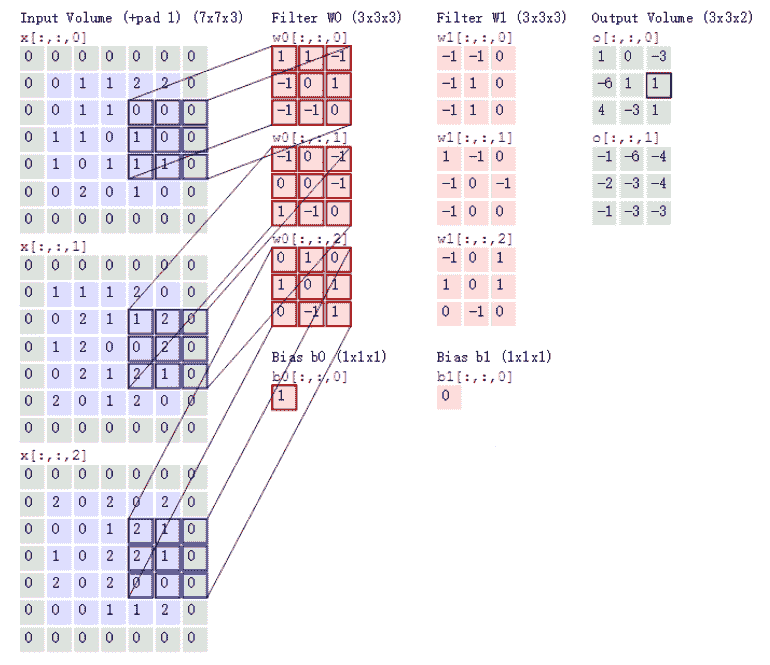 Input Volume (+pad 1) (7x7x3)
x[:,:,0]
0 0 0 0 0 0 0
0 0 1 1 2 2 0
0 0 1 1 0 0 0
0 1 1 0 1 0 0
0 1 0 1 1 1 0
0 0 2 0 1 0 0
0 0 0 0 0 0 0
x[:,:,1]
0 0 0 0 0 0 0
0 1 1 1 2 0 0
0 0 2 1 1 2 0
0 1 2 0 0 2 0
0 0 2 1 2 1 0
0 2 0 1 2 0 0
0 0 0 0 0 0 0
x[:,:,2]
0 0 0 0 0 0 0
0 2 0 2 0 2 0
0 0 0 1 2 1 0
0 1 0 2 2 1 0
0 2 0 2 0 0 0
0 0 0 1 1 2 0
0 0 0 0 0 0 0
Filter W0 (3x3x3)
w0[:,:,0]
1 1 -1
-1 0 1
-1 -1 0
w0[:,:,1]
-1 0 -1
0 0 -1
1 -1 0
w0[:,:,2]
0 1 0
1 0 1
0 -1 1
Bias b0 (1x1x1)
b0[:,:,0]
1
Filter W1 (3x3x3)
w1[:,:,0]
-1 -1 0
-1 1 0
-1 1 0
w1[:,:,1]
1 -1 0
-1 0 -1
-1 0 0
w1[:,:,2]
-1 0 1
1 0 1
0 -1 0
Bias b1 (1x1x1)
b1[:,:,0]
0
Output Volume (3x3x2)
o[:,:,0]
1 0 -3
-6 1 1
4 -3 1
o[:,:,1]
-1 -6 -4
-2 -3 -4
-1 -3 -3